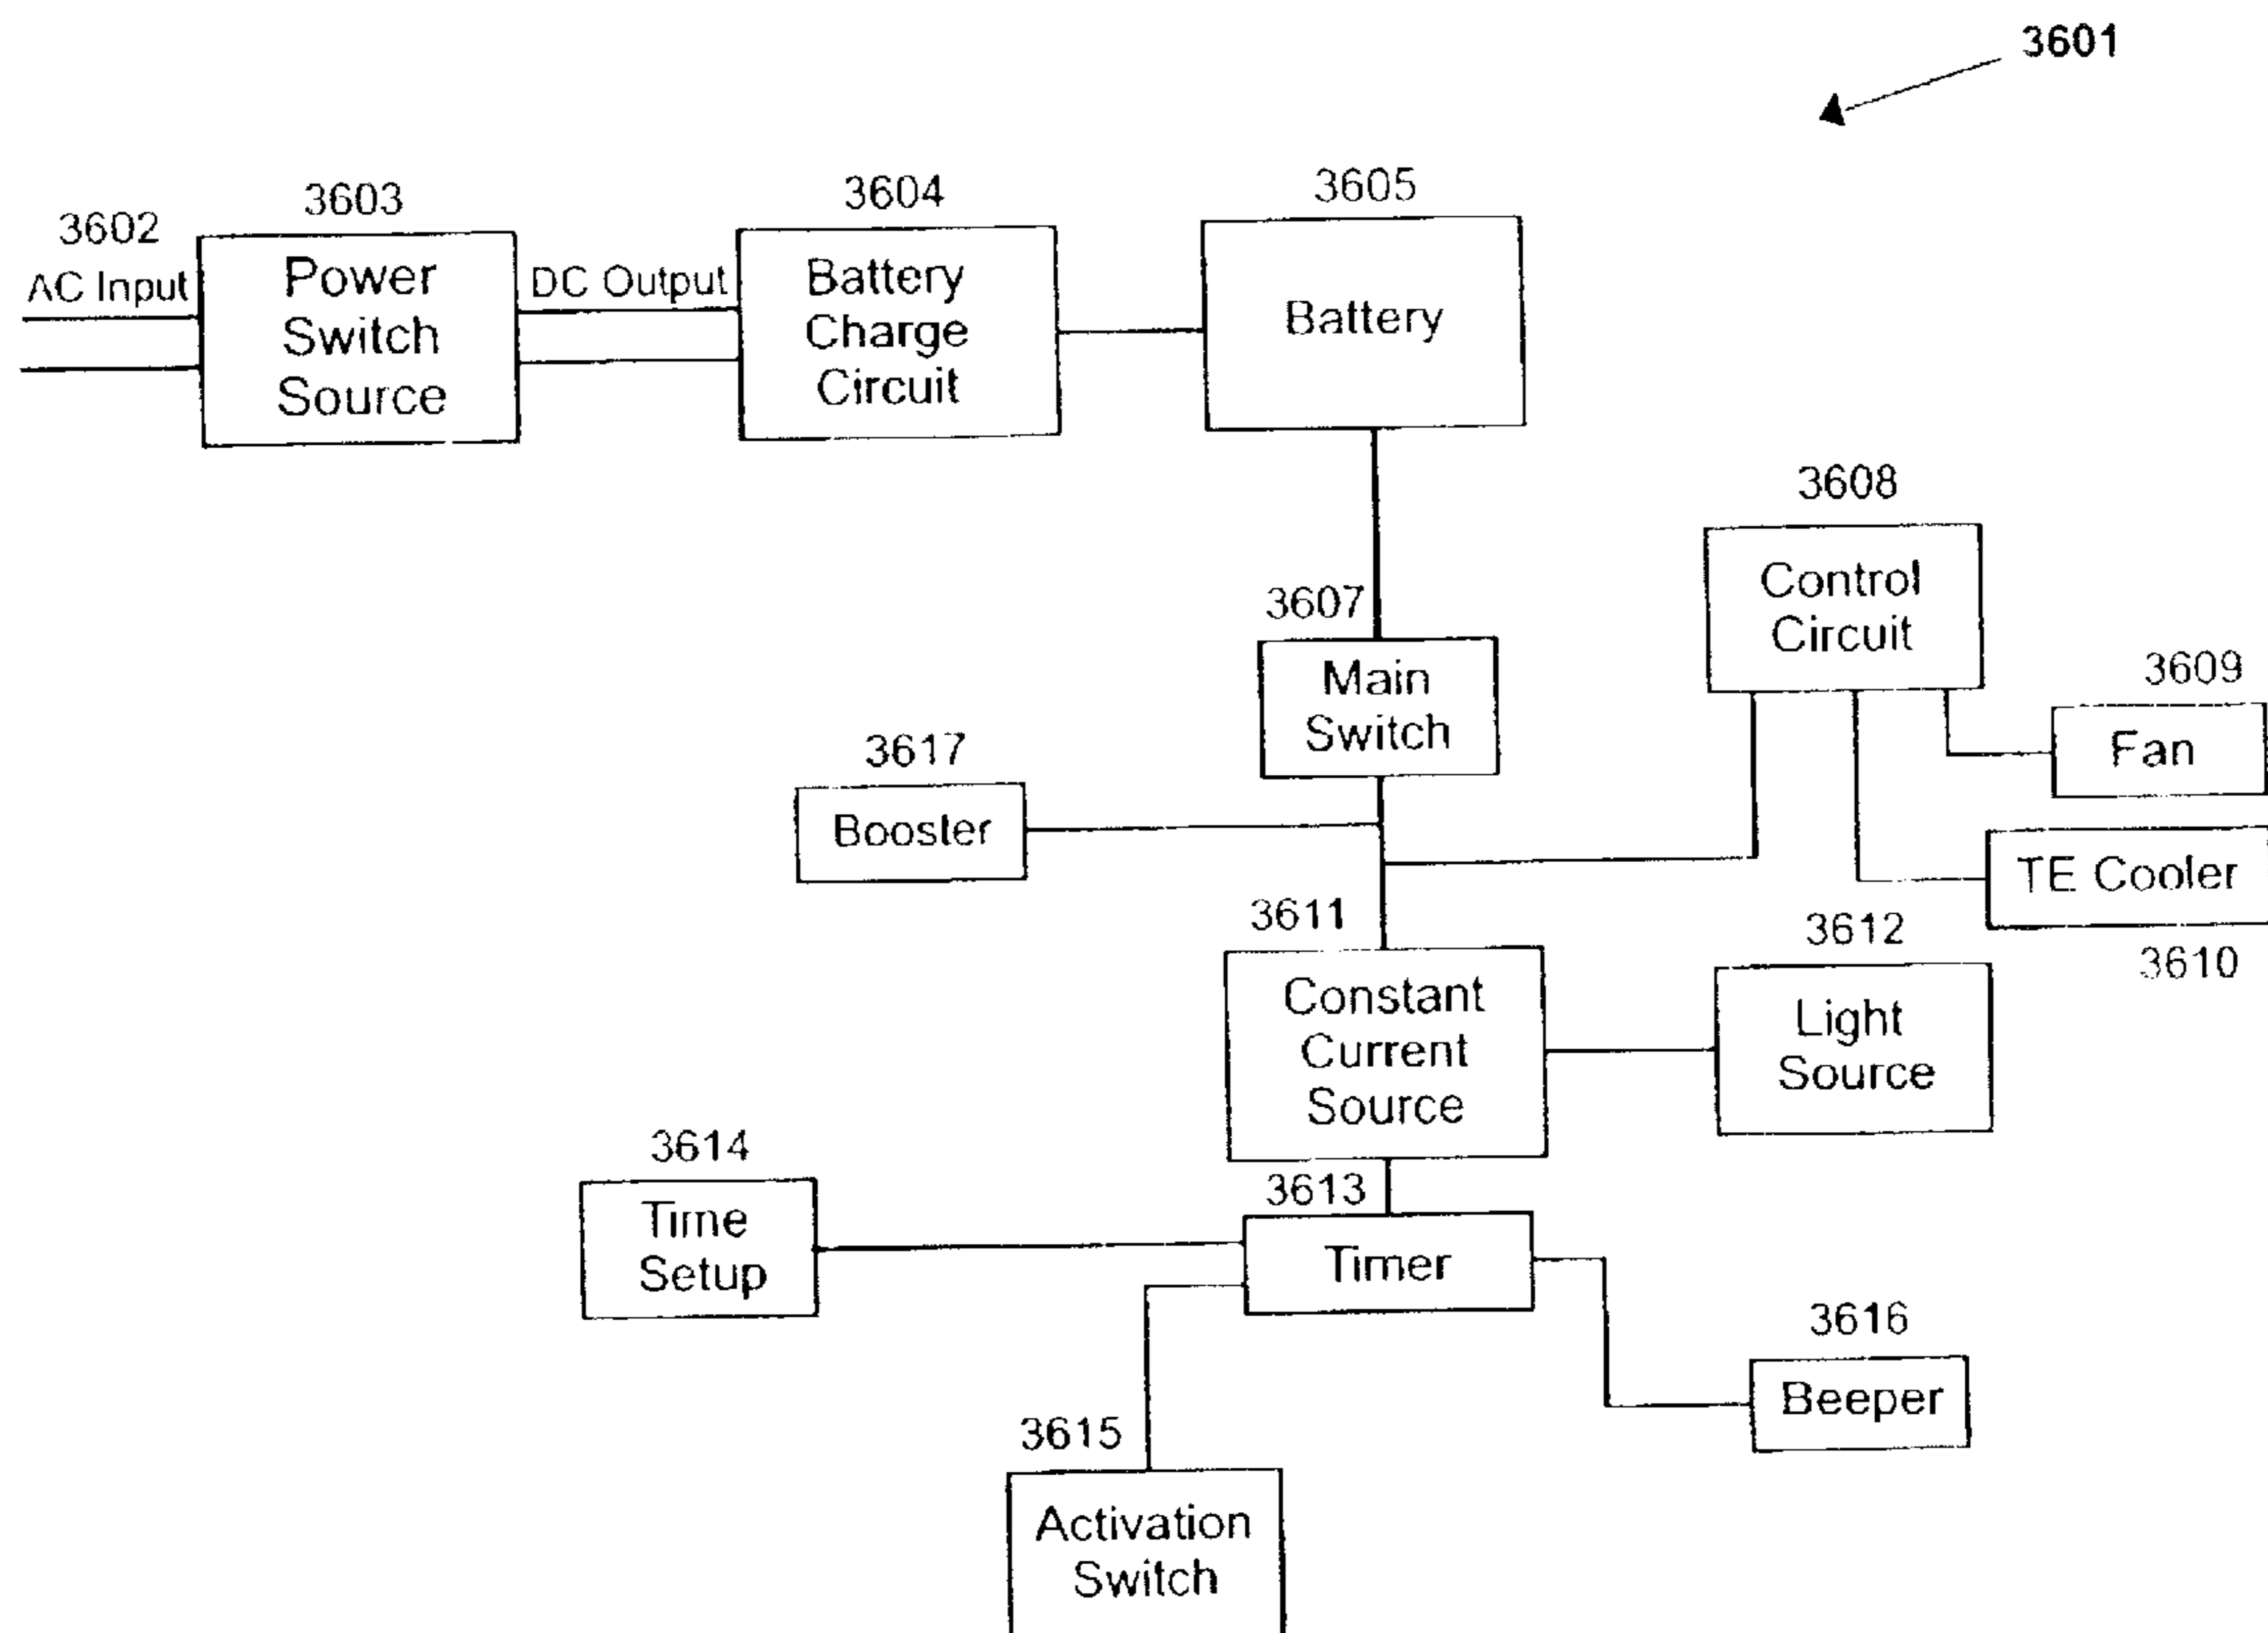 3601
3602
AC Input
3603
Power
Switch
Source
DC Output
3604
Battery
Charge
Circuit
3605
Battery
3607
Main
Switch
3608
Control
Circuit
3609
Fan
TE Cooler
3610
3617
Booster
3611
Constant
Current
Source
3612
Light
Source
3613
Timer
3614
Time
Setup
3615
Activation
Switch
3616
Beeper